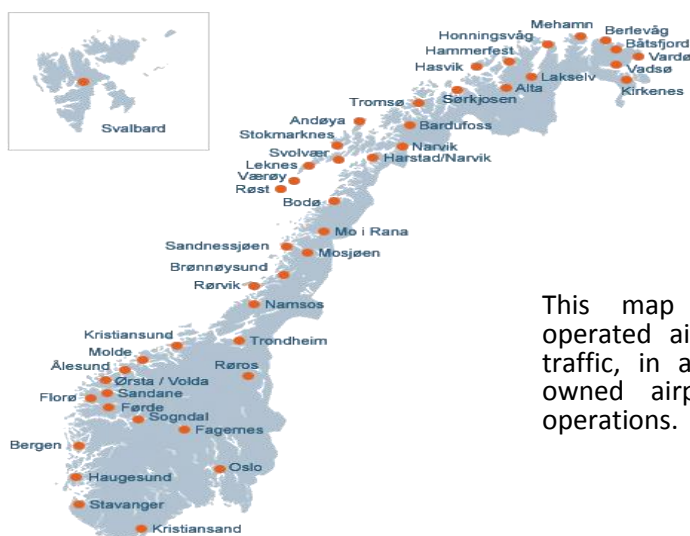 Mehamn
Berlevåg
Honningsvåg
Båtsfjord
Hammerfest
Vardø
Hasvik
Vadsø
Lakselv
Alta
Kirkenes
Sørkjosen
Tromsø
Svalbard
Andøya
Bardufoss
Stokmarknes
Narvik
Svolvær
Harstad/Narvik
Leknes
Værøy
Røst
Bodø
Mo i Rana
Sandnessjøen
Mosjøen
Brønnøysund
Rørvik
Namsos
Kristiansund
Trondheim
Molde
Røros
Ålesund
Ørsta / Volda
Sandane
Florø
Førde
Sogndal
Fagernes
Bergen
Oslo
Haugesund
Stavanger
Kristiansand
This map
operated ai
traffic, in a
owned airp
operations.